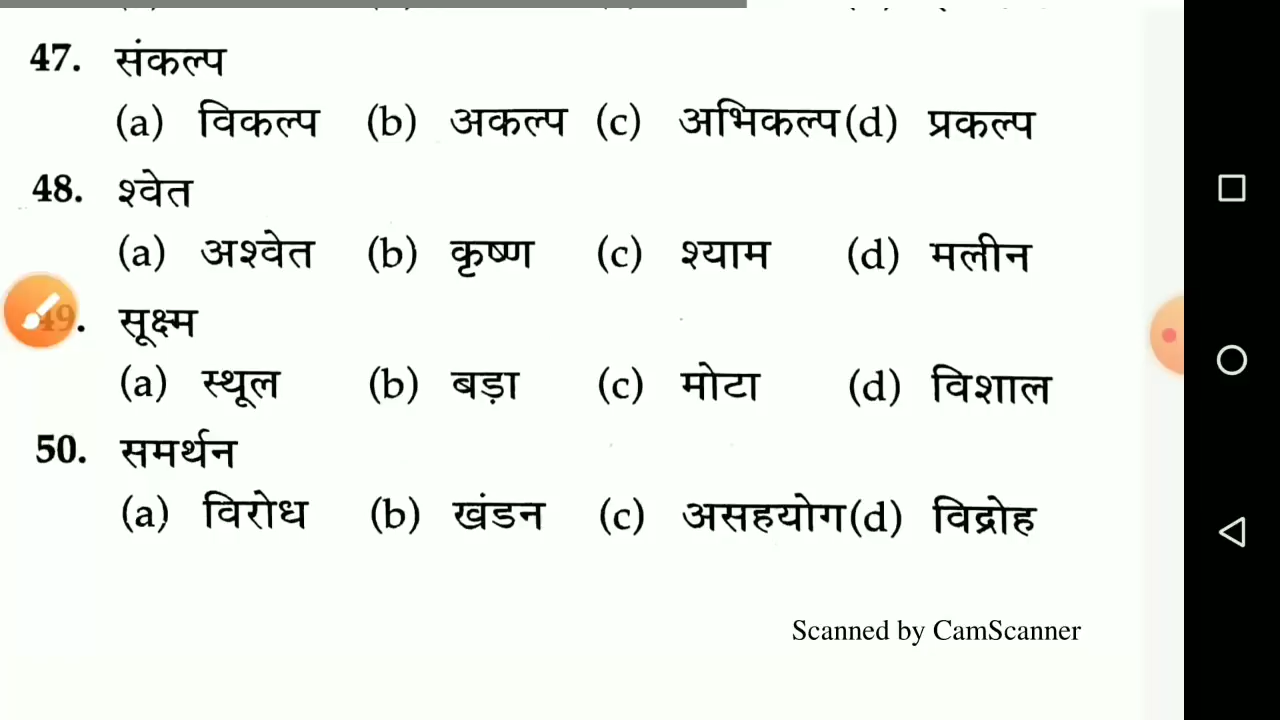 47. संकल्प
(a) विकल्प (b) अकल्प (c) अभिकल्प (d) प्रकल्प
48. श्वेत
(a) अश्वेत (b) कृष्ण (c) श्याम (d) मलीन
49. सूक्ष्म
(a) स्थूल (b) बड़ा (c) मोटा (d) विशाल
50. समर्थन
(a) विरोध (b) खंडन (c) असहयोग (d) विद्रोह
Scanned by CamScanner